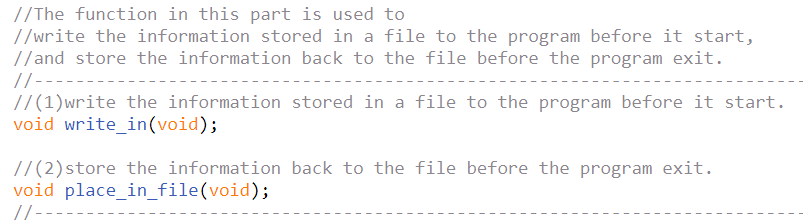 //The function in this part is used to
//write the information stored in a file to the program before it start,
//and store the information back to the file before the program exit.
//---------------------------------------------------------------------------
//(1)write the information stored in a file to the program before it start.
void write_in(void);
//(2)store the information back to the file before the program exit.
void place_in_file(void);
//---------------------------------------------------------------------------